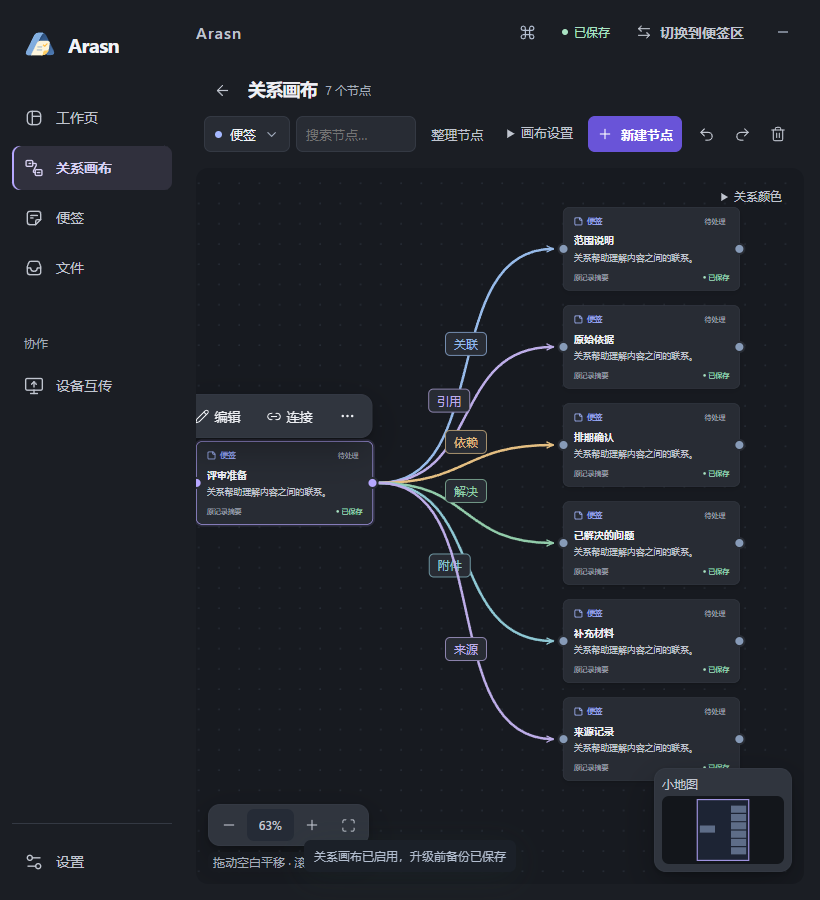 Arasn
工作页
关系画布
便签
文件
协作
设备互传
设置
Arasn
已保存
切换到便签区
关系画布 7 个节点
便签
搜索节点...
整理节点
画布设置
新建节点
关系颜色
编辑
连接
便签 待处理
评审准备
关系帮助理解内容之间的联系。
原记录摘要 已保存
关联
引用
依赖
解决
附件
来源
便签 待处理
范围说明
关系帮助理解内容之间的联系。
原记录摘要 已保存
便签 待处理
原始依据
关系帮助理解内容之间的联系。
原记录摘要 已保存
便签 待处理
排期确认
关系帮助理解内容之间的联系。
原记录摘要 已保存
便签 待处理
已解决的问题
关系帮助理解内容之间的联系。
原记录摘要 已保存
便签 待处理
补充材料
关系帮助理解内容之间的联系。
原记录摘要 已保存
便签 待处理
来源记录
关系帮助理解内容之间的联系。
原记录摘要 已保存
小地图
63%
拖动空白平移 · 滚
关系画布已启用，升级前备份已保存